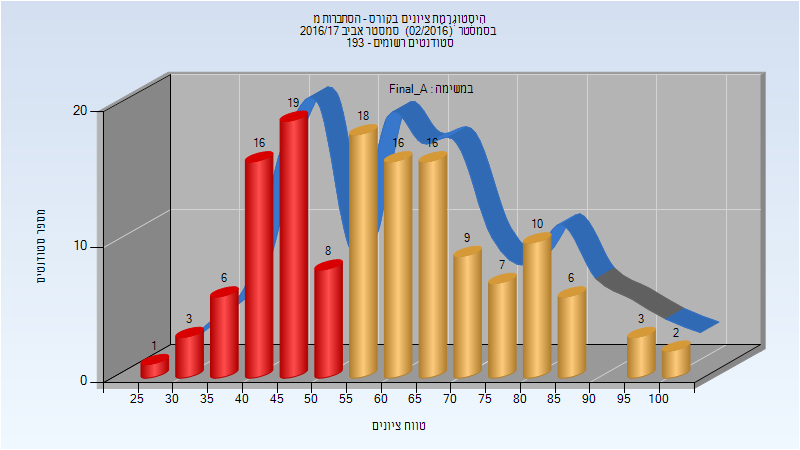 היסטוגרמת ציונים בקורס - הסתברות מ
בסמסטר (02/2016) סמסטר אביב 2016/17
סטודנטים רשומים - 193
במשימה : Final_A
מספר סטודנטים
20
10
0
1
3
6
16
19
8
18
16
16
9
7
10
6
3
2
25 30 35 40 45 50 55 60 65 70 75 80 85 90 95 100
טווח ציונים